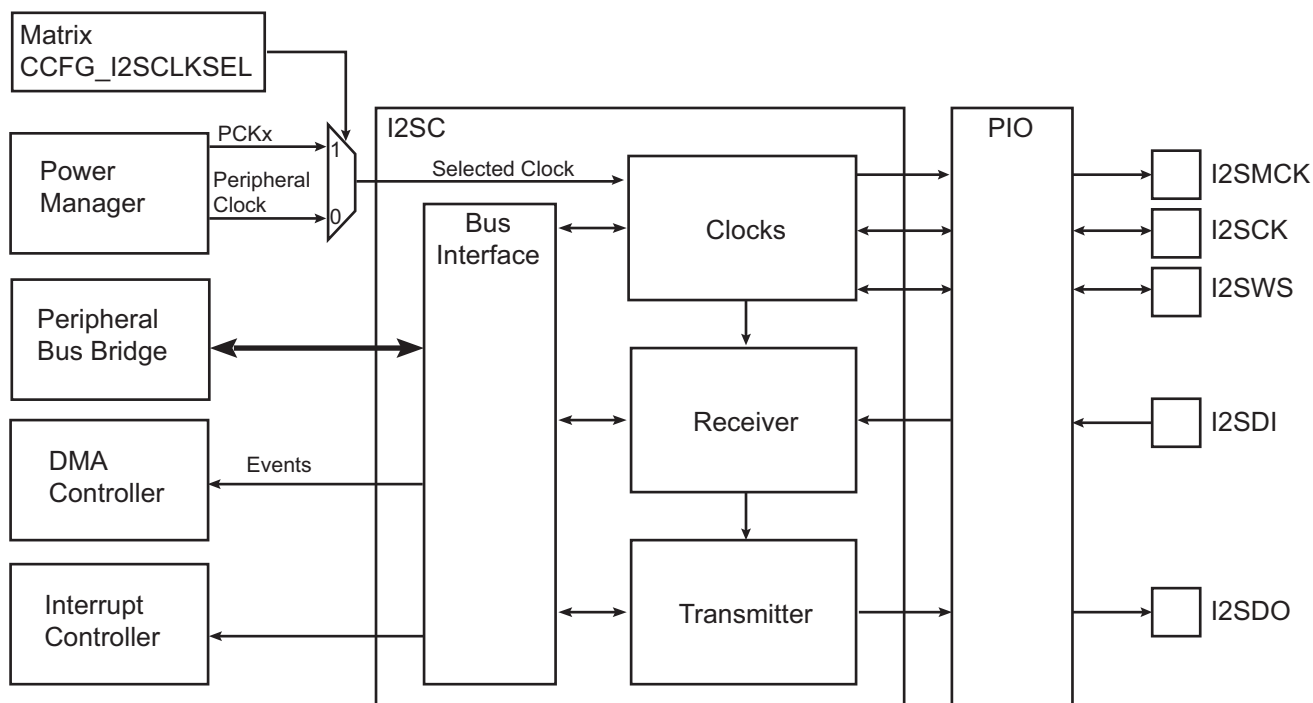 Matrix
CCFG_I2SCLKSEL
Power
Manager
PCKx
Peripheral
Clock
1
0
I2SC
Selected Clock
Bus
Interface
Clocks
PIO
I2SMCK
I2SCK
I2SWS
Peripheral
Bus Bridge
Receiver
I2SDI
DMA
Controller
Events
Interrupt
Controller
Transmitter
I2SDO